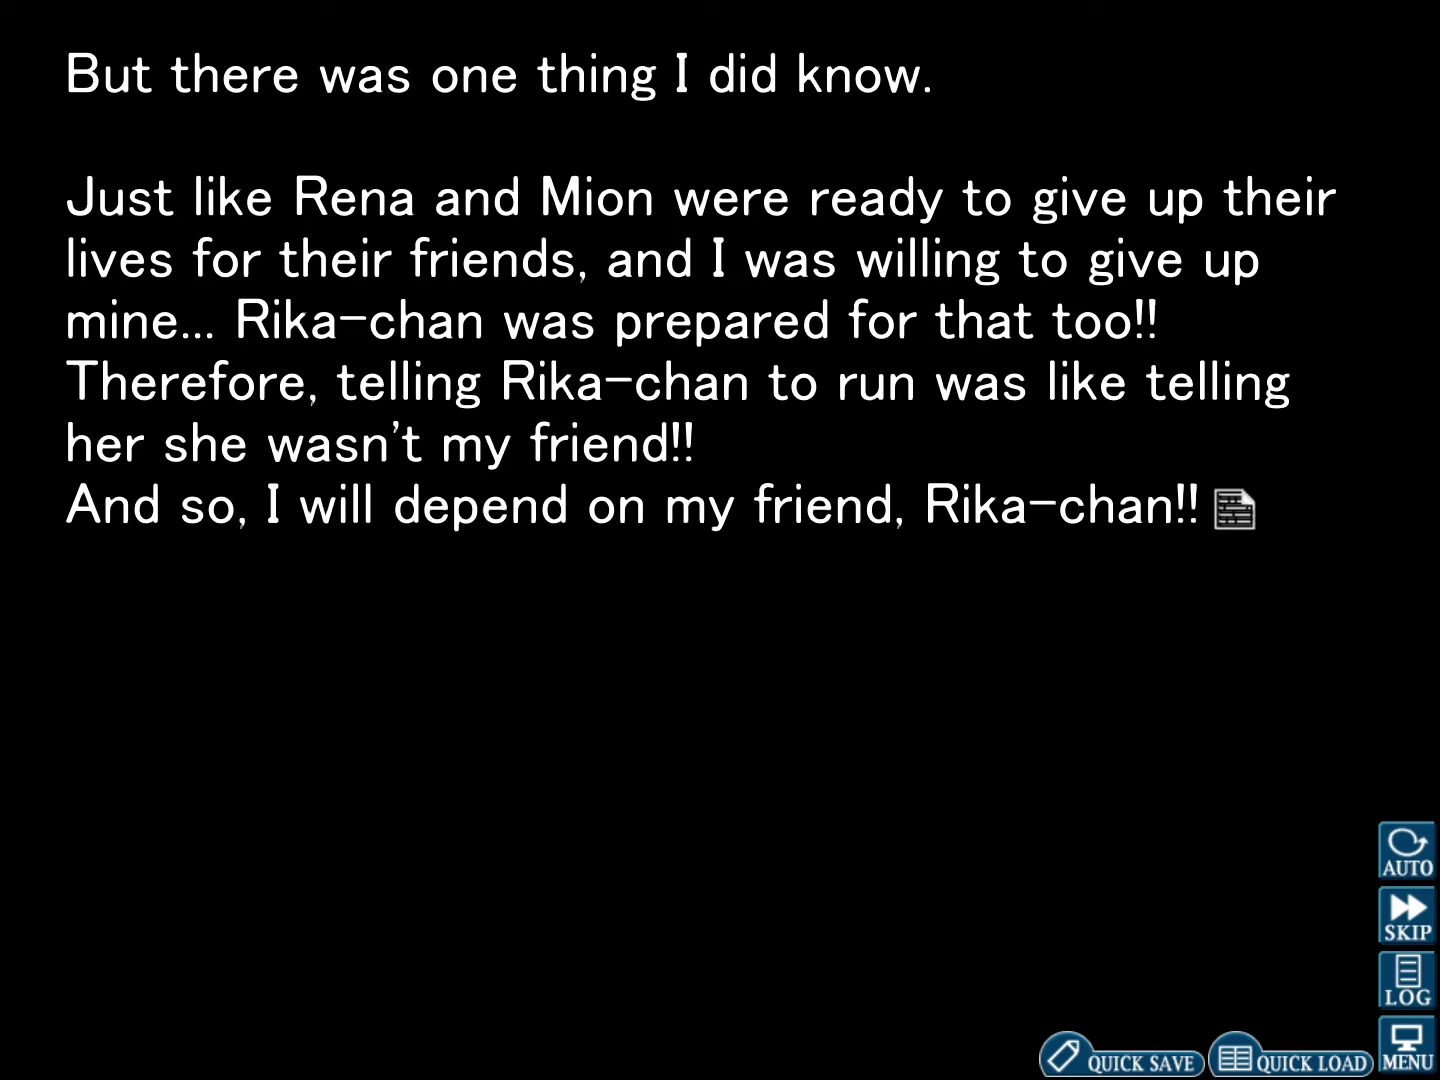 But there was one thing I did know.
Just like Rena and Mion were ready to give up their
lives for their friends, and I was willing to give up
mine... Rika-chan was prepared for that too!!
Therefore, telling Rika-chan to run was like telling
her she wasn't my friend!!
And so, I will depend on my friend, Rika-chan!!
AUTO
SKIP
LOG
QUICK SAVE
QUICK LOAD
MENU